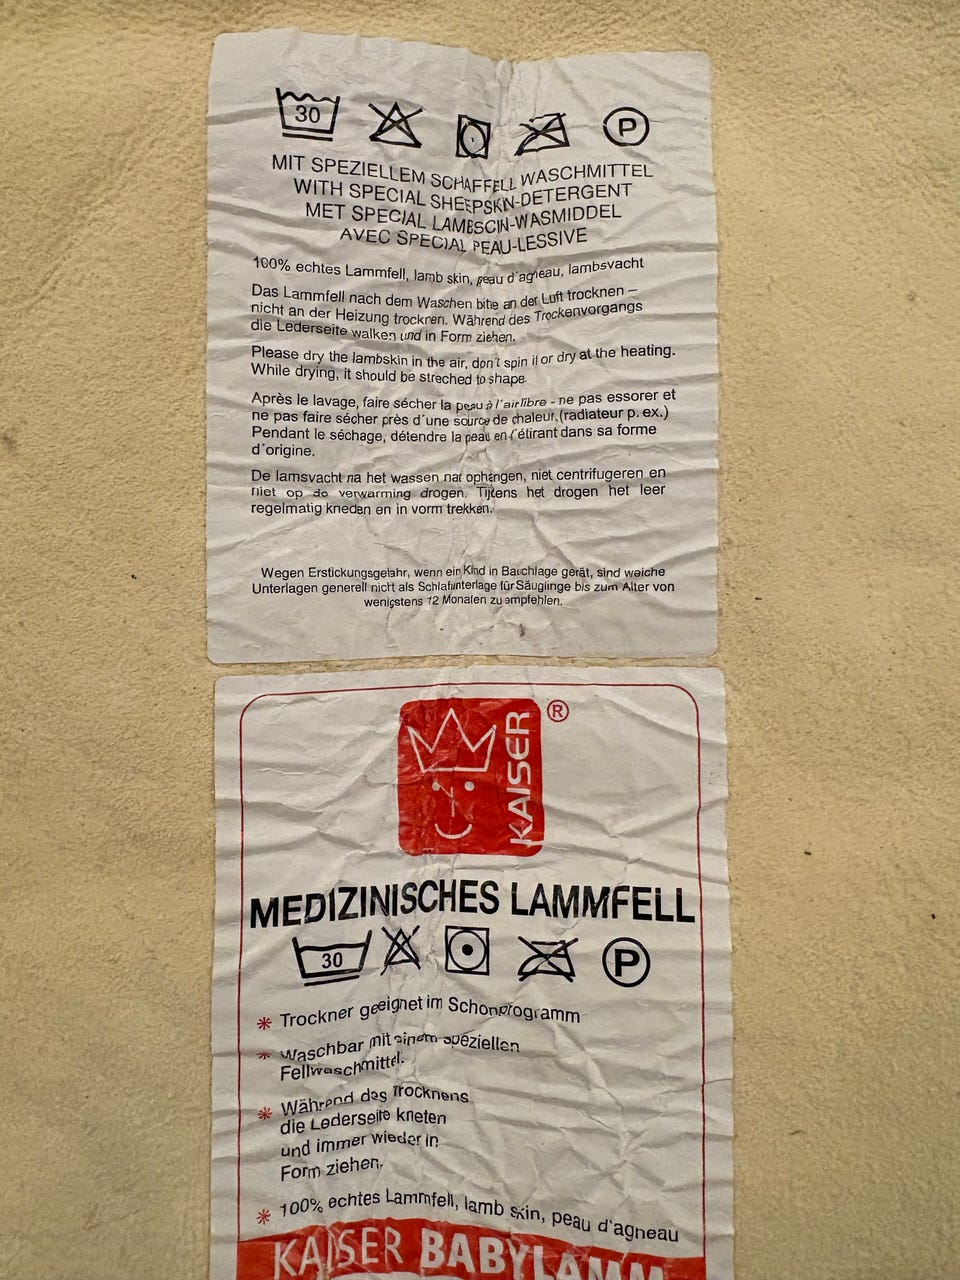 30 P
MIT SPEZIELLEM SCHAFFELL WASCHMITTEL
WITH SPECIAL SHEEPSKIN-DETERGENT
MET SPECIAL LAMBSCIN-WASMIDDEL
AVEC SPECIAL PEAU-LESSIVE
100% echtes Lammfell, lamb skin, peau d´agneau, lambsvacht
Das Lammfell nach dem Waschen bitte an der Luft trocknen –
nicht an der Heizung trocknen. Während des Trockenvorgangs
die Lederseite walken und in Form ziehen.
Please dry the lambskin in the air, don´t spin it or dry at the heating.
While drying, it should be streched to shape
Après le lavage, faire sécher la peau à l´air libre - ne pas essorer et
ne pas faire sécher près d´une source de chaleur.(radiateur p. ex.)
Pendant le séchage, détendre la peau en l´étirant dans sa forme
d´origine.
De lamsvacht na het wassen nat ophangen, niet centrifugeren en
niet op de verwarming drogen. Tijdens het drogen het leer
regelmatig kneden en in vorm trekken.
Wegen Erstickungsgefahr, wenn ein Kind in Bauchlage gerät, sind weiche
Unterlagen generell nicht als Schlafunterlage für Säuglinge bis zum Alter von
wenigstens 12 Monaten zu empfehlen.
KAISER ®
MEDIZINISCHES LAMMFELL
30 P
* Trockner geeignet im Schonprogramm
* Waschbar mit einem speziellen
Fellwaschmittel.
* Während des Trocknens
die Lederseite kneten
und immer wieder in
Form ziehen.
* 100% echtes Lammfell, lamb skin, peau d´agneau
KAISER BABYLAMM